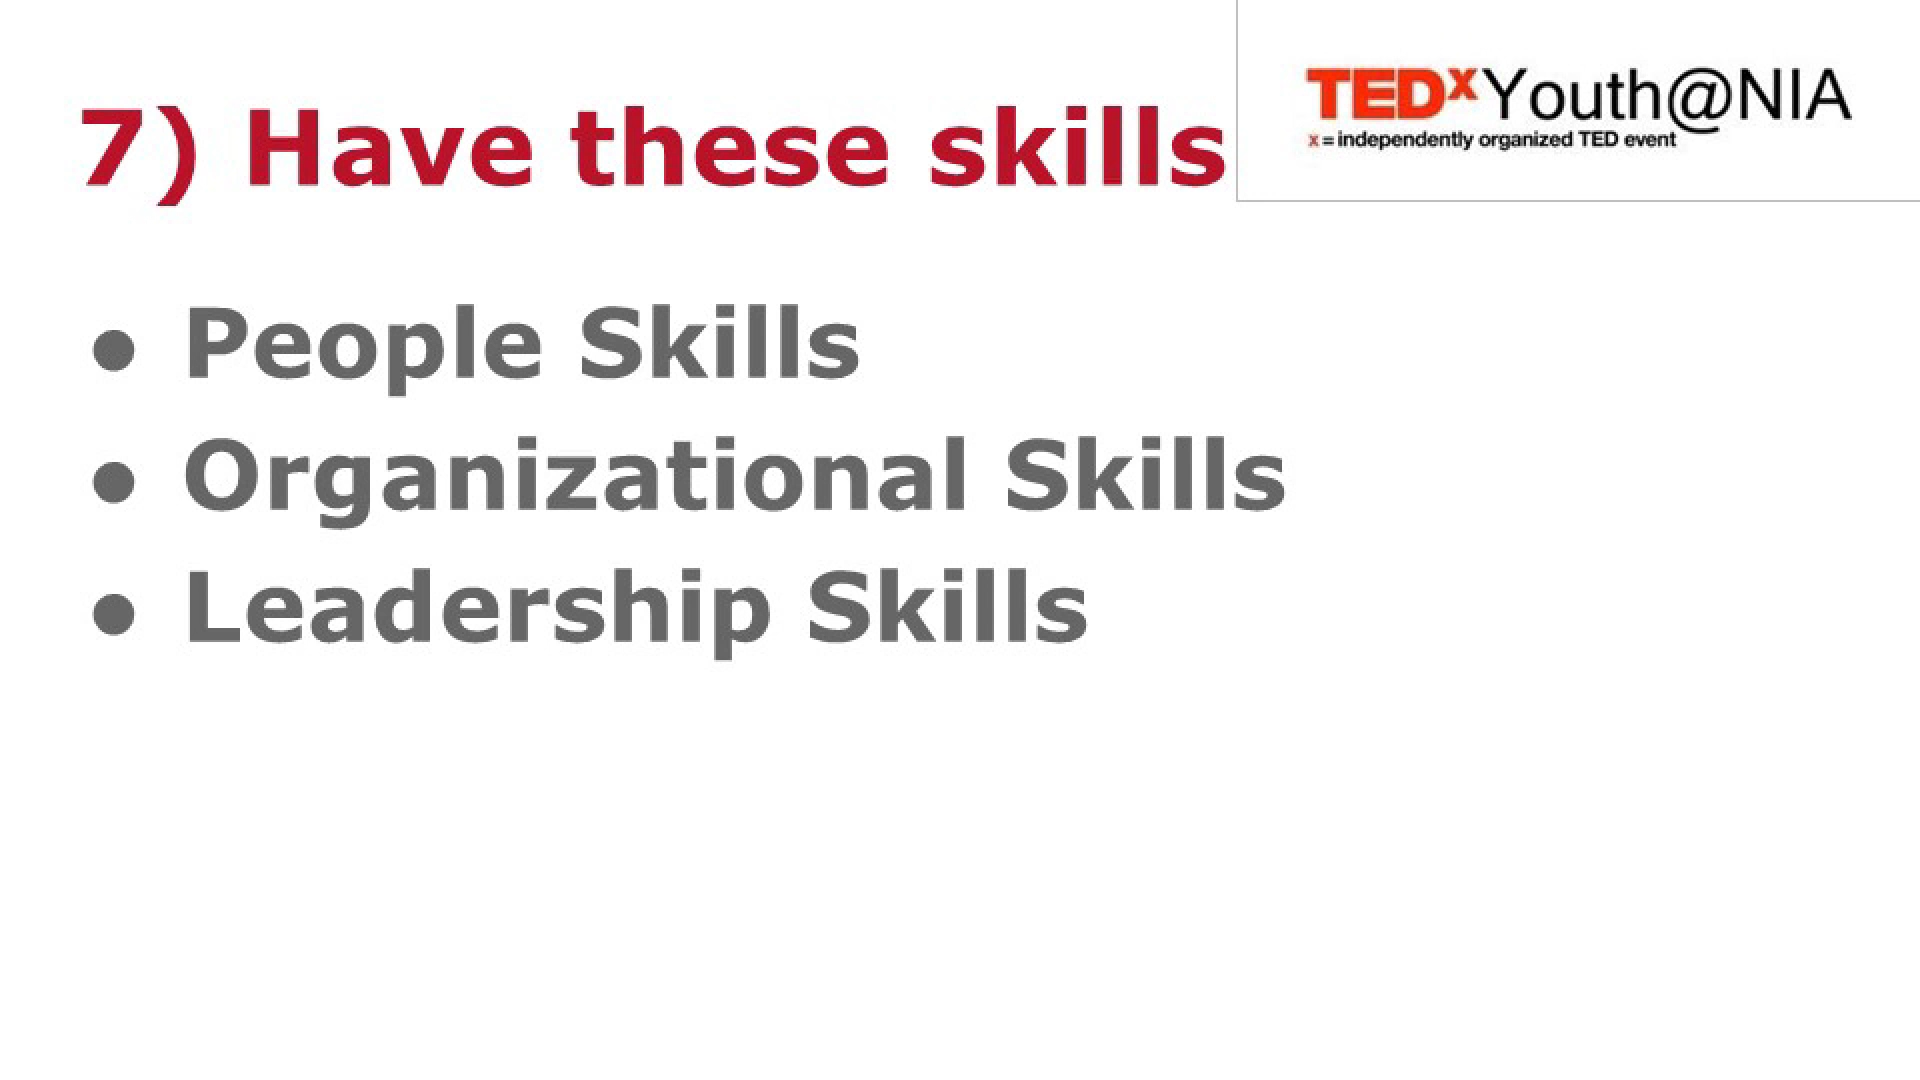 7) Have these skills
TEDxYouth@NIA
x = independently organized TED event
● People Skills
● Organizational Skills
● Leadership Skills